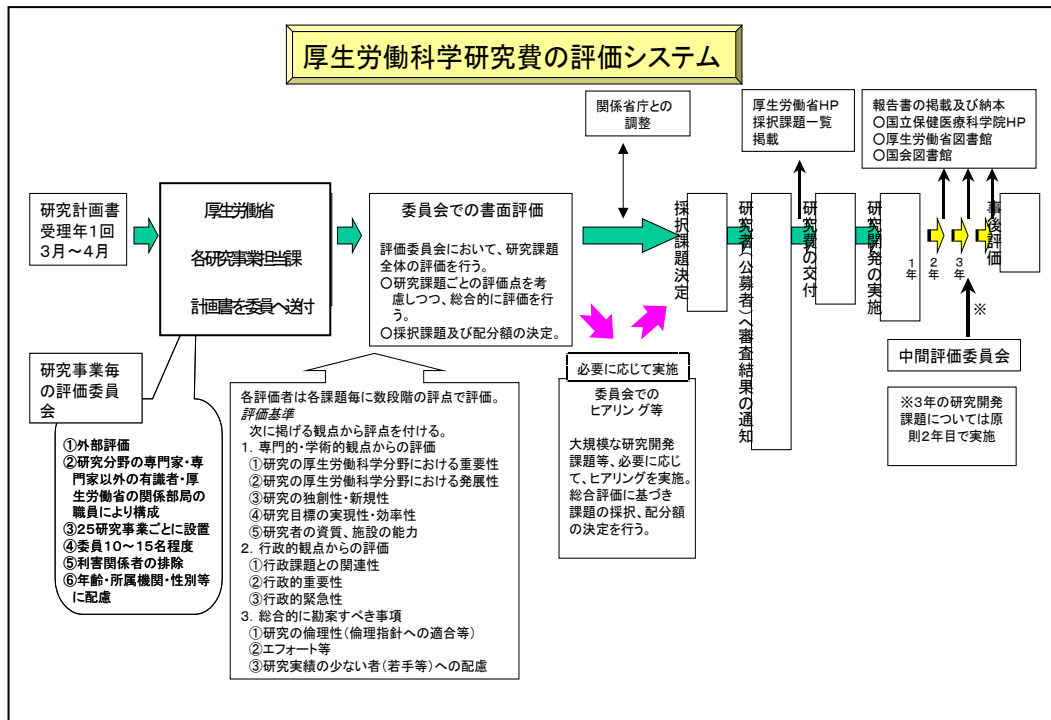 厚生労働科学研究費の評価システム
関係省庁との
調整
厚生労働省HP
採択課題一覧
掲載
報告書の掲載及び納本
○国立保健医療科学院HP
○厚生労働省図書館
○国会図書館
研究計画書
受理年1回
3月~4月
厚生労働省
各研究事業担当課
計画書を委員へ送付
委員会での書面評価
評価委員会において、研究課題
全体の評価を行う。
○研究課題ごとの評価点を考
慮しつつ、総合的に評価を行
う。
○採択課題及び配分額の決定。
採択課題決定
研究者(公募者)へ審査結果の通知
研究費の交付
研究開発の実施
1年
2年
3年
事後評価
※
中間評価委員会
※3年の研究開発
課題については原
則2年目で実施
必要に応じて実施
委員会での
ヒアリング等
大規模な研究開発
課題等、必要に応じ
て、ヒアリングを実施。
総合評価に基づき
課題の採択、配分額
の決定を行う。
研究事業毎
の評価委員
会
①外部評価
②研究分野の専門家・専
門家以外の有識者・厚
生労働省の関係部局の
職員により構成
③25研究事業ごとに設置
④委員10~15名程度
⑤利害関係者の排除
⑥年齢・所属機関・性別等
に配慮
各評価者は各課題毎に数段階の評点で評価。
評価基準
次に掲げる観点から評点を付ける。
1．専門的・学術的観点からの評価
①研究の厚生労働科学分野における重要性
②研究の厚生労働科学分野における発展性
③研究の独創性・新規性
④研究目標の実現性・効率性
⑤研究者の資質、施設の能力
2．行政的観点からの評価
①行政課題との関連性
②行政的重要性
③行政的緊急性
3．総合的に勘案すべき事項
①研究の倫理性(倫理指針への適合等)
②エフォート等
③研究実績の少ない者(若手等)への配慮